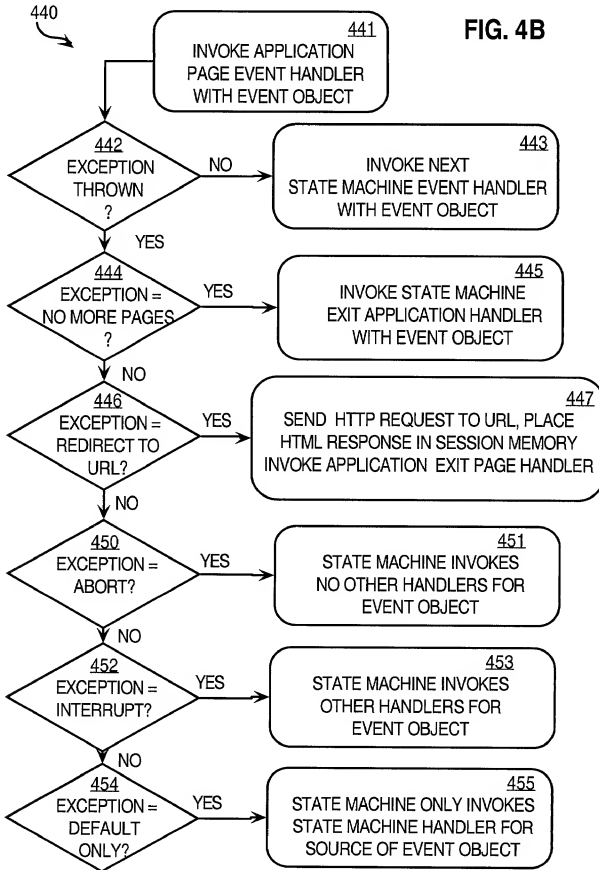 440
FIG. 4B
441
INVOKE APPLICATION
PAGE EVENT HANDLER
WITH EVENT OBJECT
442
EXCEPTION
THROWN
?
NO
YES
443
INVOKE NEXT
STATE MACHINE EVENT HANDLER
WITH EVENT OBJECT
444
EXCEPTION =
NO MORE PAGES
?
YES
NO
445
INVOKE STATE MACHINE
EXIT APPLICATION HANDLER
WITH EVENT OBJECT
446
EXCEPTION =
REDIRECT TO
URL?
YES
NO
447
SEND HTTP REQUEST TO URL, PLACE
HTML RESPONSE IN SESSION MEMORY
INVOKE APPLICATION EXIT PAGE HANDLER
450
EXCEPTION =
ABORT?
YES
NO
451
STATE MACHINE INVOKES
NO OTHER HANDLERS FOR
EVENT OBJECT
452
EXCEPTION =
INTERRUPT?
YES
NO
453
STATE MACHINE INVOKES
OTHER HANDLERS FOR
EVENT OBJECT
454
EXCEPTION =
DEFAULT
ONLY?
YES
455
STATE MACHINE ONLY INVOKES
STATE MACHINE HANDLER FOR
SOURCE OF EVENT OBJECT